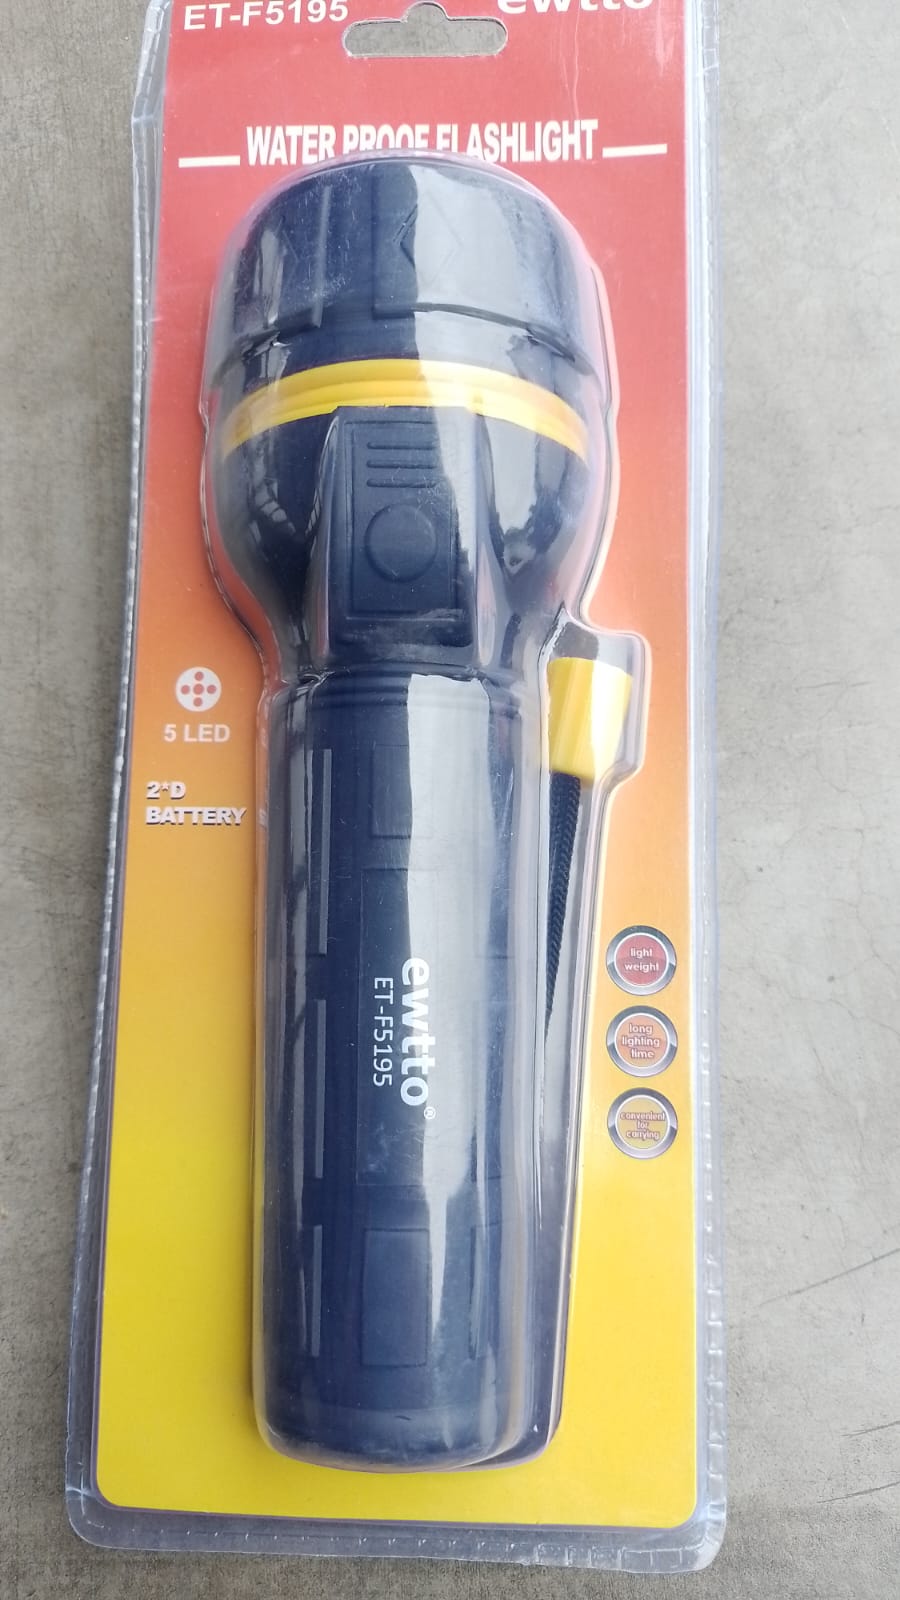 ET-F5195
ewtto
WATER PROOF FLASHLIGHT
5 LED
2*D
BATTERY
ewtto®
ET-F5195
light
weight
long
lighting
time
convenient
for
carrying